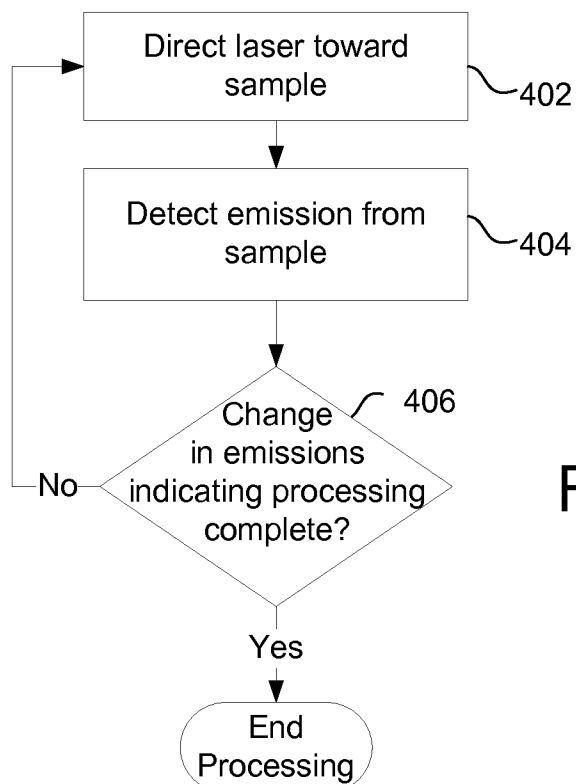 Direct laser toward
sample
402
Detect emission from
sample
404
406
Change
in emissions
indicating processing
complete?
No
Yes
End
Processing